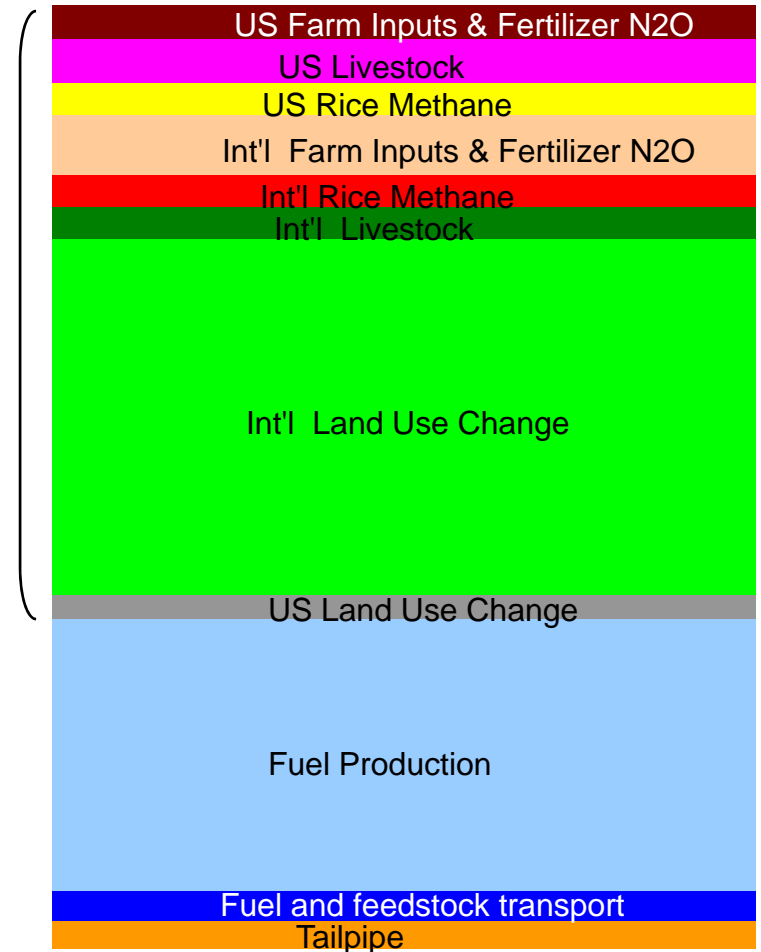 US Farm Inputs & Fertilizer N2O
US Livestock
US Rice Methane
Int'l Farm Inputs & Fertilizer N2O
Int'l Rice Methane
Int'l Livestock
Int'l Land Use Change
US Land Use Change
Fuel Production
Fuel and feedstock transport
Tailpipe